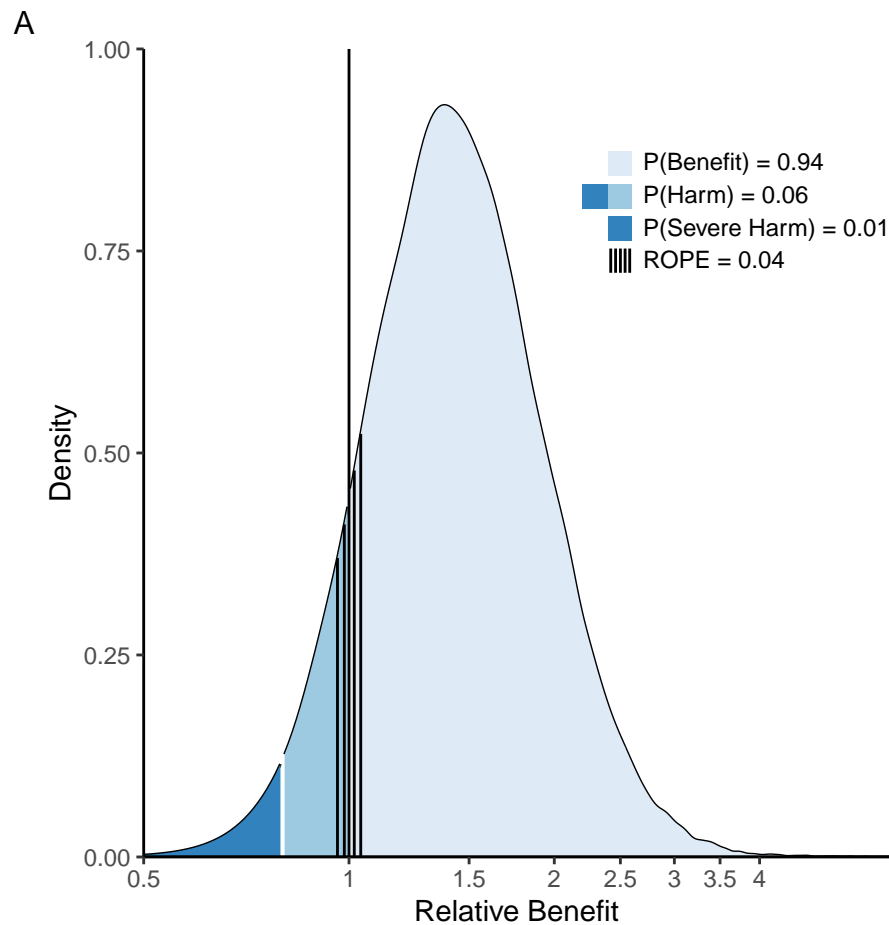 A
1.00
0.75
0.50
0.25
0.00
Density
P(Benefit) = 0.94
P(Harm) = 0.06
P(Severe Harm) = 0.01
ROPE = 0.04
0.5 1 1.5 2 2.5 3 3.5 4
Relative Benefit